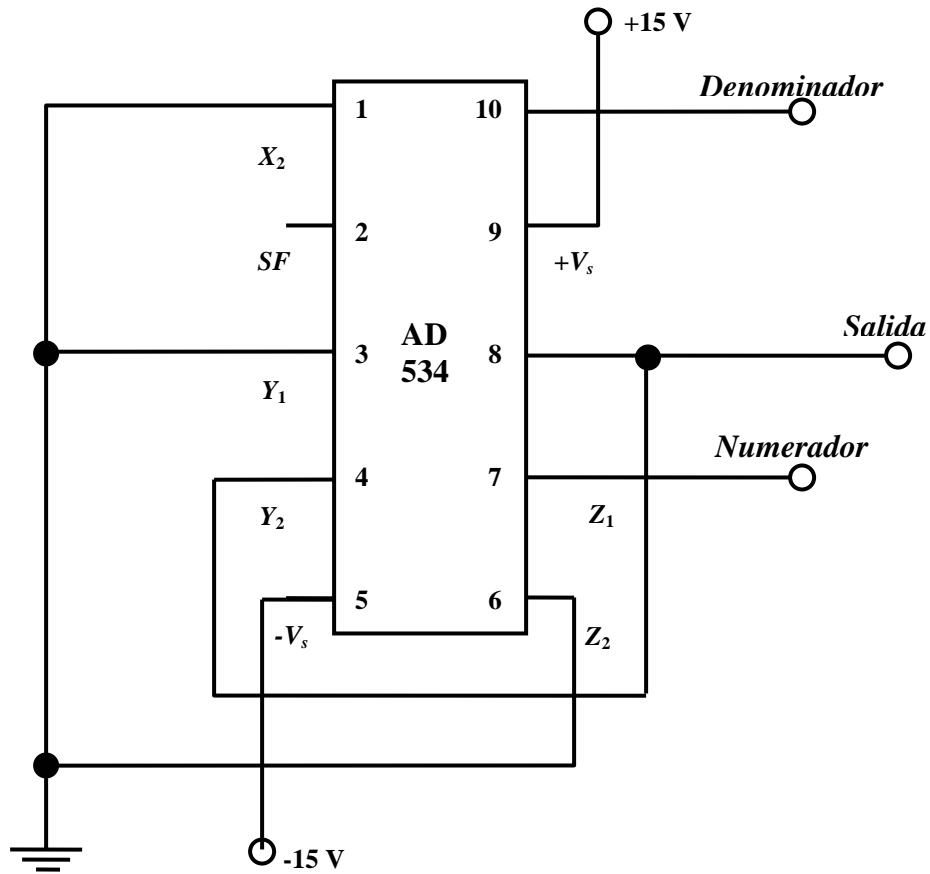 +15 V
Denominador
1 10
X2
2 9
SF +Vs
AD
534
Salida
3 8
Y1
Numerador
4 7
Y2 Z1
5 6
-Vs Z2
-15 V